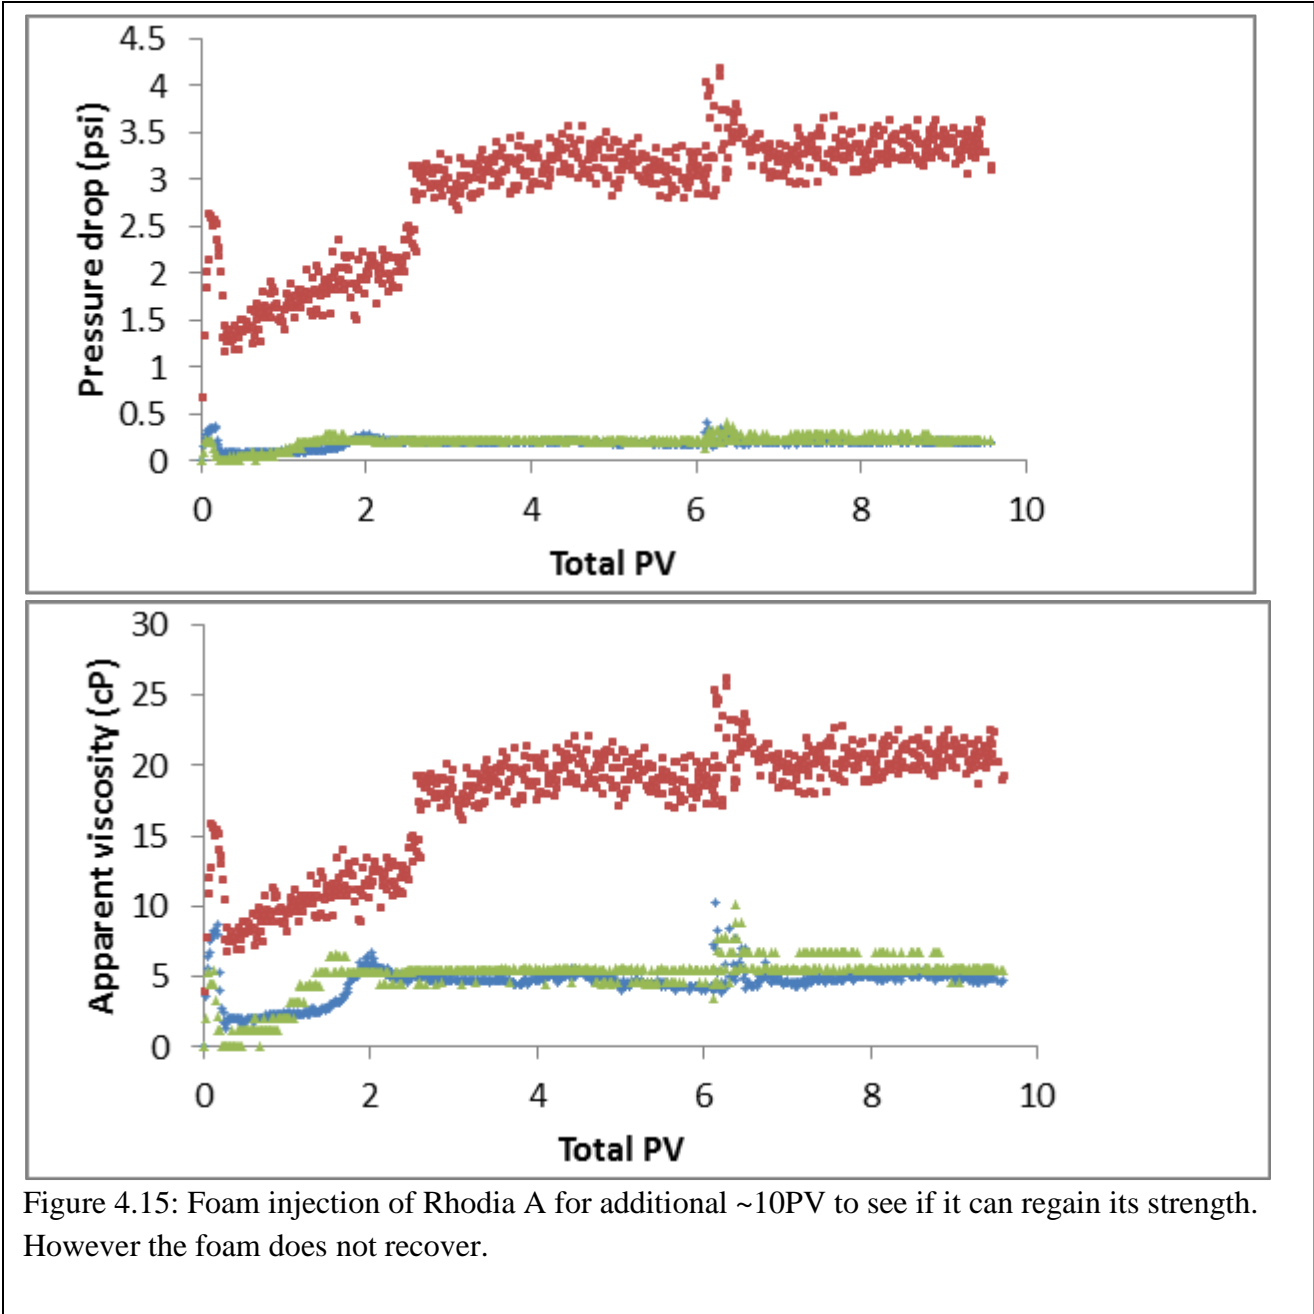 4.5
4
3.5
3
2.5
2
1.5
1
0.5
0
Pressure drop (psi)
0 2 4 6 8 10
Total PV
30
25
20
15
10
5
0
Apparent viscosity (cP)
0 2 4 6 8 10
Total PV
Figure 4.15: Foam injection of Rhodia A for additional ~10PV to see if it can regain its strength.
However the foam does not recover.